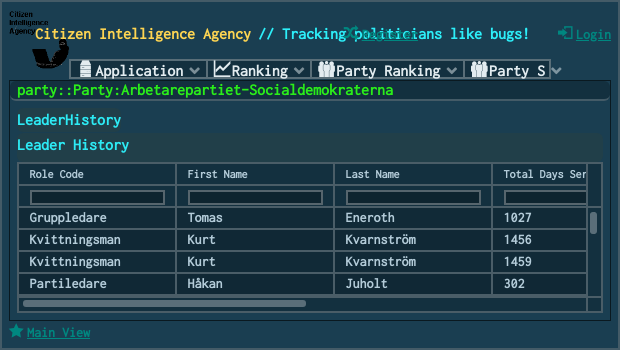 Citizen
Intelligence
Agency
Citizen Intelligence Agency // Tracking politicians like bugs!
Register
Login
Application Ranking Party Ranking Party S
party::Party:Arbetarepartiet-Socialdemokraterna
LeaderHistory
Leader History
Role Code First Name Last Name Total Days Ser
Gruppledare Tomas Eneroth 1027
Kvittningsman Kurt Kvarnström 1456
Kvittningsman Kurt Kvarnström 1459
Partiledare Håkan Juholt 302
Main View